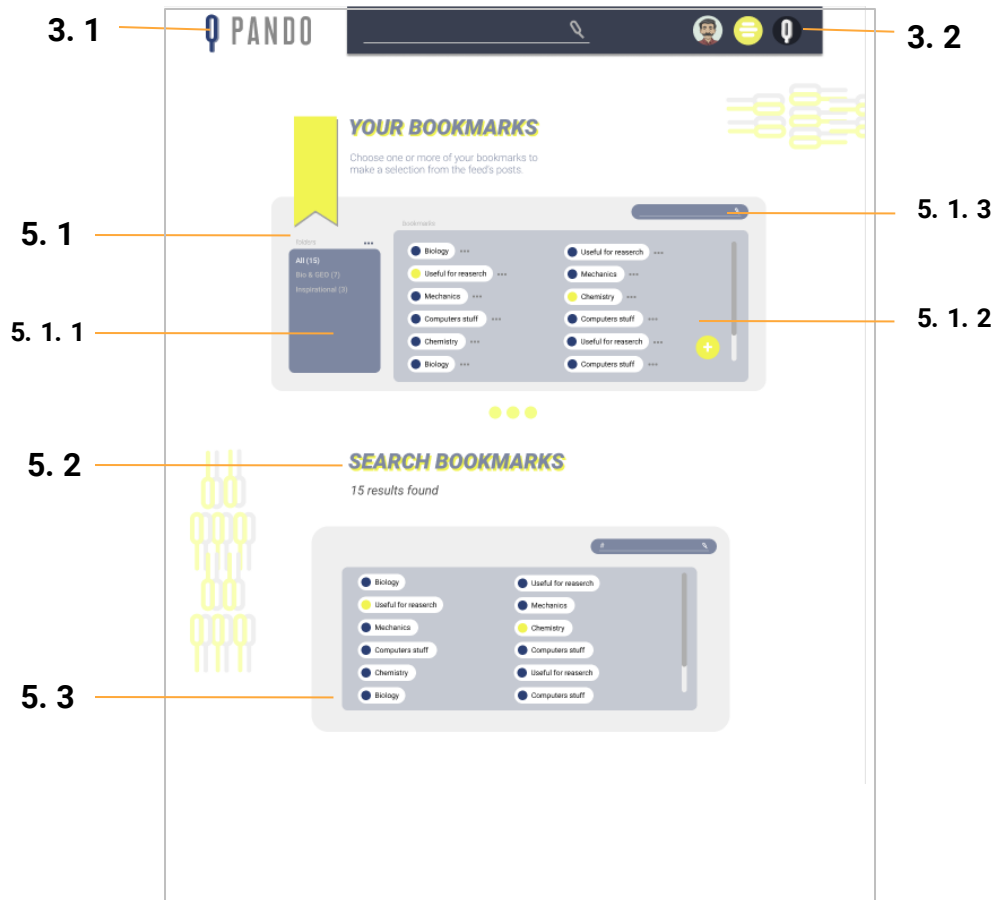 3. 1
PANDO
3. 2
YOUR BOOKMARKS
Choose one or more of your bookmarks to
make a selection from the feed's posts.
5. 1. 3
5. 1
Bookmarks
folders
All (15)
Bio & GEO (7)
Inspirational (3)
Biology
Useful for reaserch
Mechanics
Computers stuff
Chemistry
Biology
Useful for reaserch
Mechanics
Chemistry
Computers stuff
Useful for reaserch
Computers stuff
5. 1. 1
5. 1. 2
5. 2
SEARCH BOOKMARKS
15 results found
#
Biology
Useful for reaserch
Mechanics
Computers stuff
Chemistry
Biology
Useful for reaserch
Mechanics
Chemistry
Computers stuff
Useful for reaserch
Computers stuff
5. 3